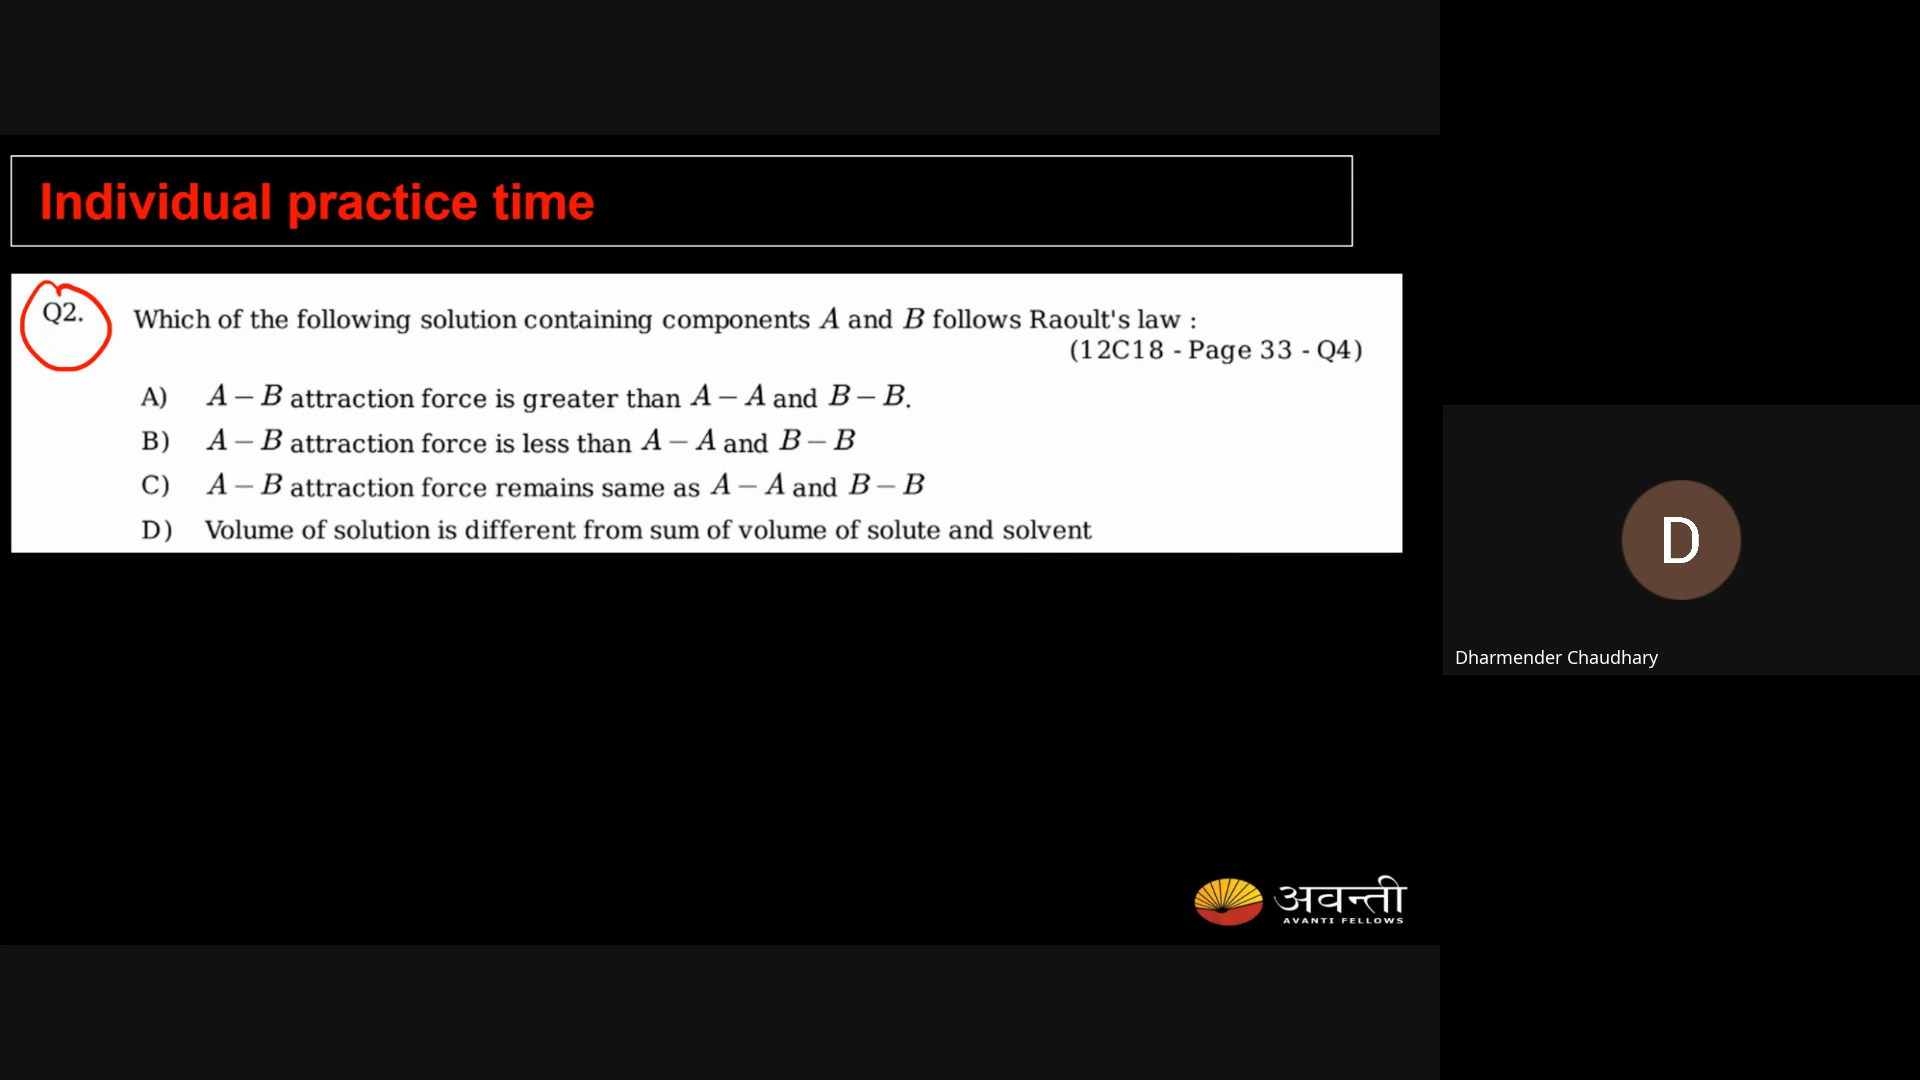 Individual practice time
Q2.
Which of the following solution containing components A and B follows Raoult's law :
(12C18 - Page 33 - Q4)
A) A – B attraction force is greater than A – A and B – B.
B) A – B attraction force is less than A – A and B – B
C) A – B attraction force remains same as A – A and B – B
D) Volume of solution is different from sum of volume of solute and solvent
D
Dharmender Chaudhary
अवन्ती
AVANTI FELLOWS